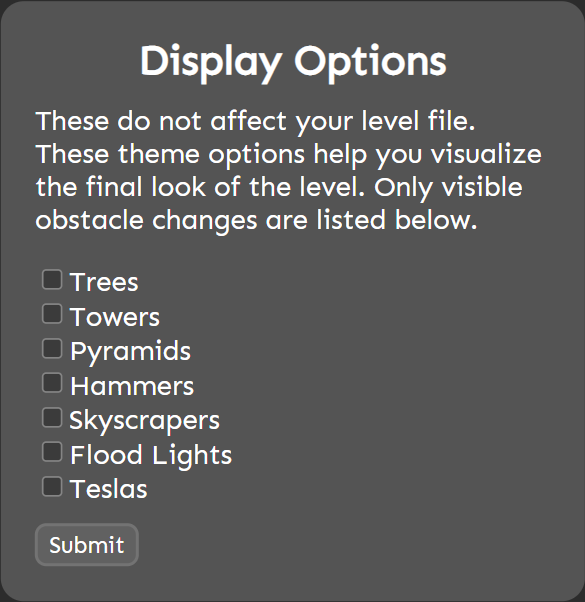 Display Options
These do not affect your level file.
These theme options help you visualize
the final look of the level. Only visible
obstacle changes are listed below.
Trees
Towers
Pyramids
Hammers
Skyscrapers
Flood Lights
Teslas
Submit